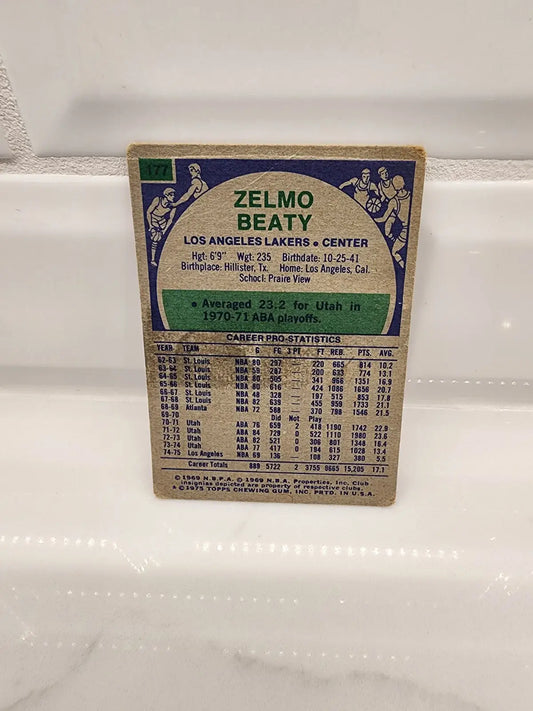 177
ZELMO
BEATY
LOS ANGELES LAKERS • CENTER
Hgt: 6'9" Wgt: 235 Birthdate: 10-25-41
Birthplace: Hillister, Tx. Home: Los Angeles, Cal.
School: Praire View
• Averaged 23.2 for Utah in
1970-71 ABA playoffs.
CAREER PRO-STATISTICS
YEAR TEAM G FG 3 PT FT REB. PTS. AVG.
62-63 St. Louis NBA 80 297 220 665 814 10.2
63-64 St. Louis NBA 59 287 200 633 774 13.1
64-65 St. Louis NBA 80 505 341 966 1351 16.9
65-66 St. Louis NBA 80 616 424 1086 1656 20.7
66-67 St. Louis NBA 48 328 197 515 853 17.8
67-68 St. Louis NBA 82 639 455 959 1733 21.1
68-69 Atlanta NBA 72 588 370 798 1546 21.5
69-70 Did Not Play
70-71 Utah ABA 76 659 2 418 1190 1742 22.9
71-72 Utah ABA 84 729 0 522 1110 1980 23.6
72-73 Utah ABA 82 521 0 306 801 1348 16.4
73-74 Utah ABA 77 417 0 194 615 1028 13.4
74-75 Los Angeles NBA 69 136 108 327 380 5.5
Career Totals 889 5722 2 3755 9665 15,205 17.1
© 1969 N.B.P.A. © 1969 N.B.A. Properties, Inc. Club
insignias depicted are property of respective clubs.
© 1975 TOPPS CHEWING GUM, INC. PRTD. IN U.S.A.